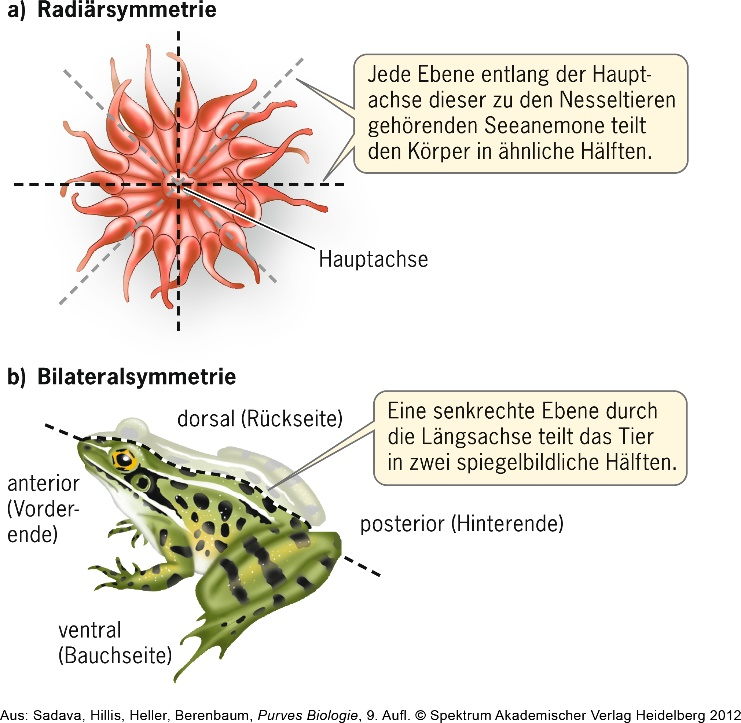 a) Radiärsymmetrie
Jede Ebene entlang der Haupt-
achse dieser zu den Nesseltieren
gehörenden Seeanemone teilt
den Körper in ähnliche Hälften.
Hauptachse
b) Bilateralsymmetrie
dorsal (Rückseite)
Eine senkrechte Ebene durch
die Längsachse teilt das Tier
in zwei spiegelbildliche Hälften.
anterior
(Vorder-
ende)
posterior (Hinterende)
ventral
(Bauchseite)
Aus: Sadava, Hillis, Heller, Berenbaum, Purves Biologie, 9. Aufl. © Spektrum Akademischer Verlag Heidelberg 2012